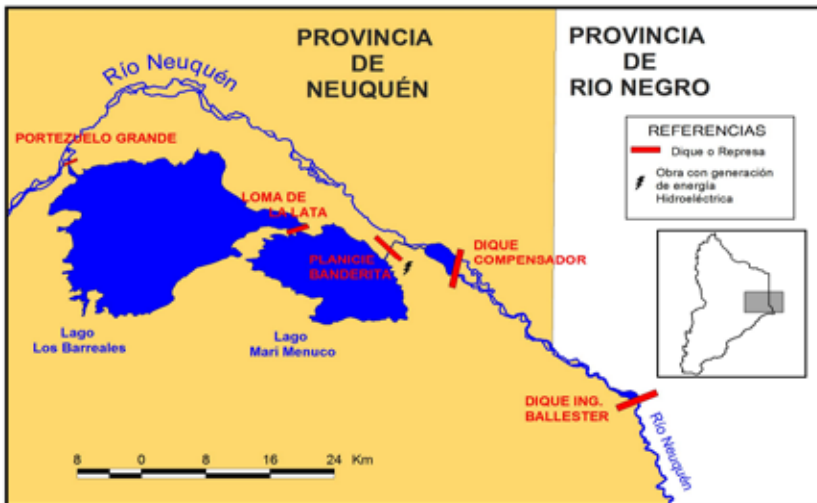 PROVINCIA
DE
NEUQUÉN
PROVINCIA
DE
RIO NEGRO
Río Neuquén
PORTEZUELO GRANDE
REFERENCIAS
Dique o Represa
Obra con generación
de energía
Hidroeléctrica
LOMA DE
LA LATA
PLANICIE
BANDERITA
DIQUE
COMPENSADOR
Lago
Los Barreales
Lago
Mari Menuco
DIQUE ING.
BALLESTER
Río Neuquén
8 0 8 16 24 Km